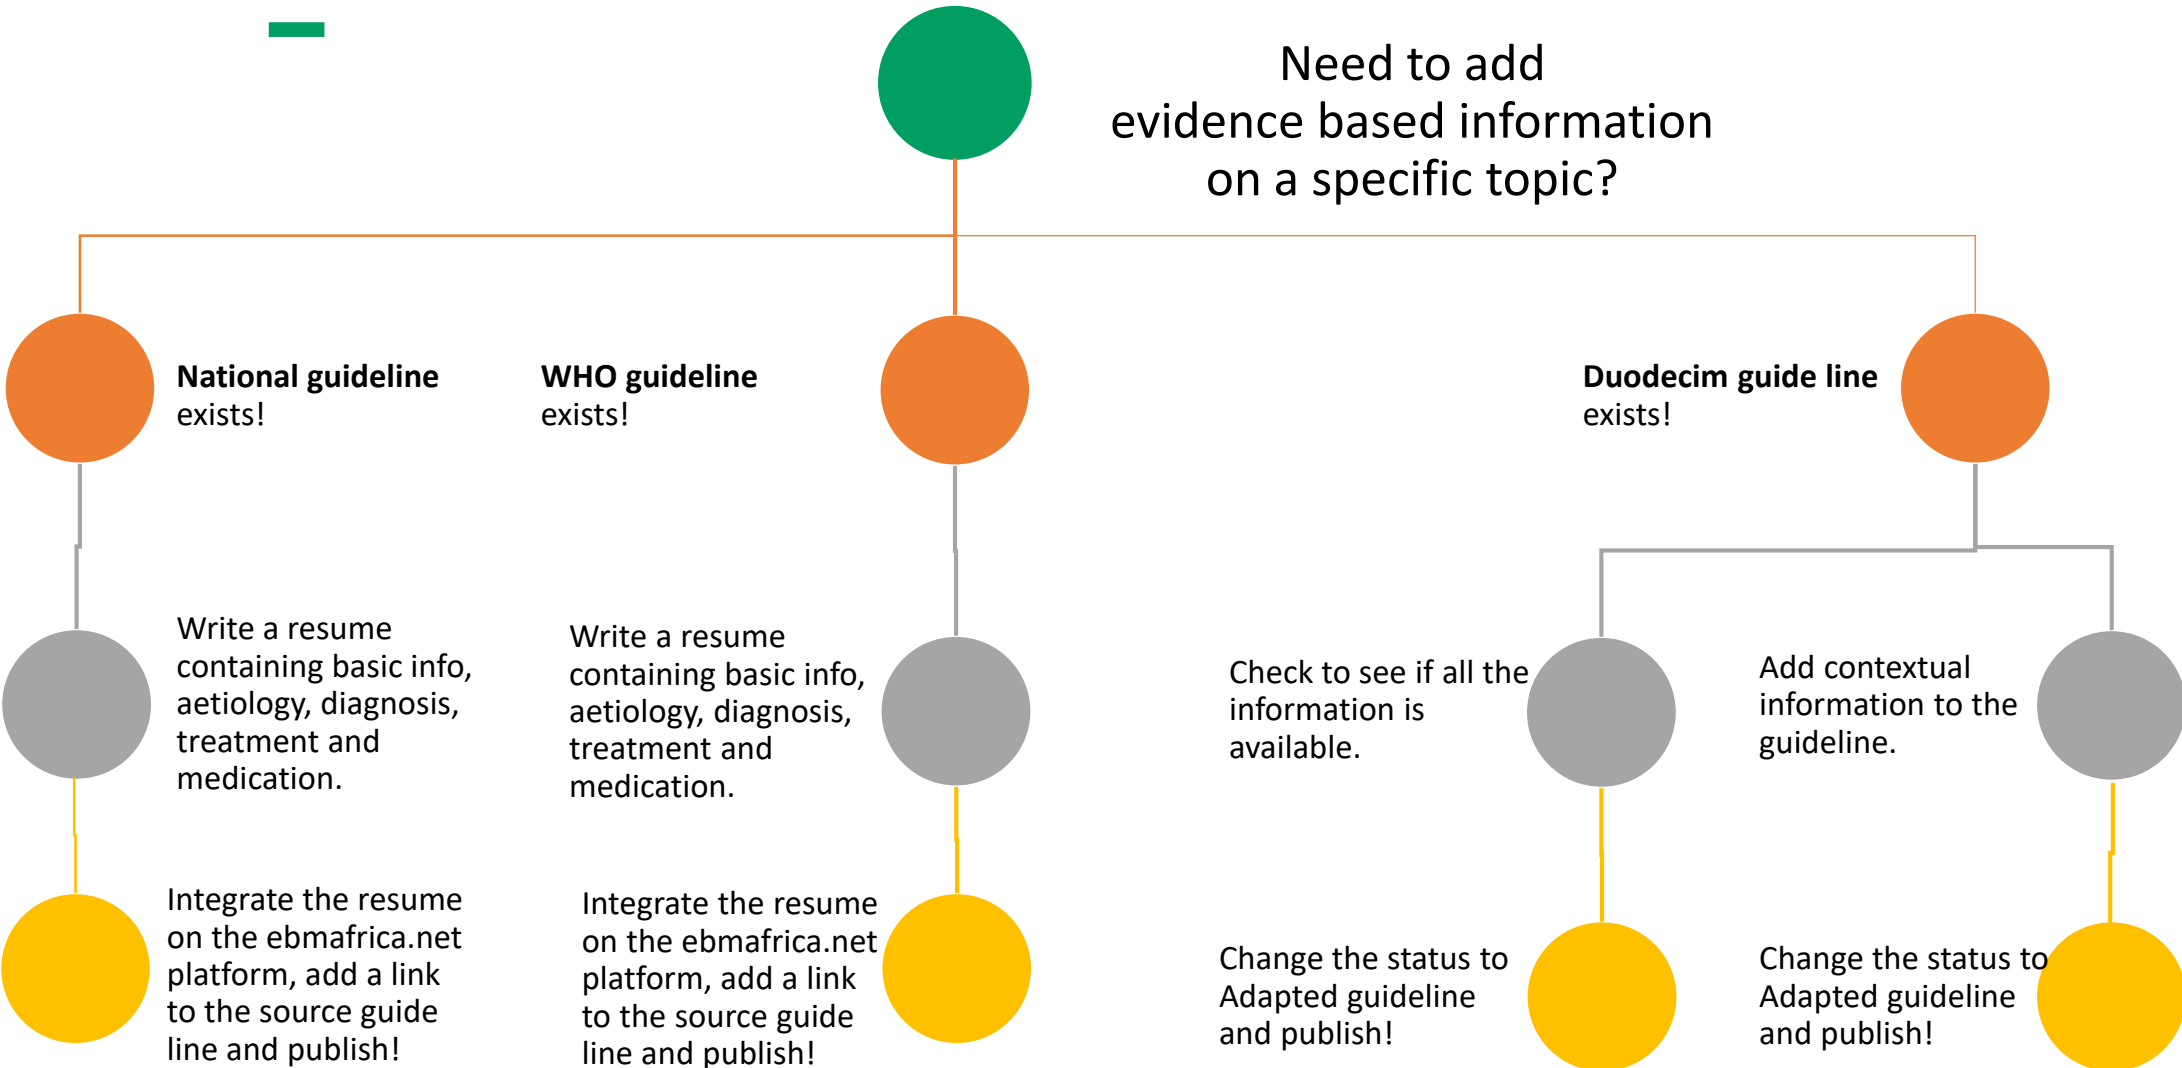 Need to add
evidence based information
on a specific topic?
National guideline
exists!
WHO guideline
exists!
Duodecim guide line
exists!
Write a resume
containing basic info,
aetiology, diagnosis,
treatment and
medication.
Write a resume
containing basic info,
aetiology, diagnosis,
treatment and
medication.
Check to see if all the
information is
available.
Add contextual
information to the
guideline.
Integrate the resume
on the ebmafrica.net
platform, add a link
to the source guide
line and publish!
Integrate the resume
on the ebmafrica.net
platform, add a link
to the source guide
line and publish!
Change the status to
Adapted guideline
and publish!
Change the status to
Adapted guideline
and publish!